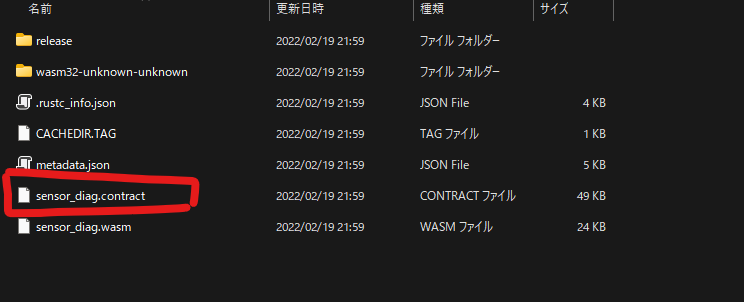 名前 更新日時 種類 サイズ
release 2022/02/19 21:59 ファイル フォルダー
wasm32-unknown-unknown 2022/02/19 21:59 ファイル フォルダー
.rustc_info.json 2022/02/19 21:59 JSON File 4 KB
CACHEDIR.TAG 2022/02/19 21:59 TAG ファイル 1 KB
metadata.json 2022/02/19 21:59 JSON File 5 KB
sensor_diag.contract 2022/02/19 21:59 CONTRACT ファイル 49 KB
sensor_diag.wasm 2022/02/19 21:59 WASM ファイル 24 KB